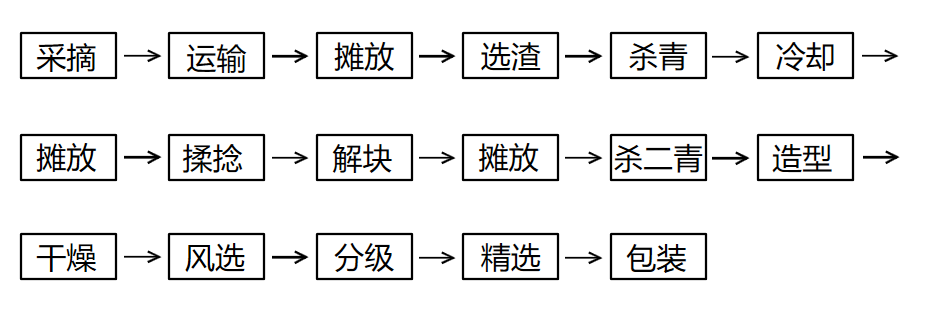 采摘 → 运输 → 摊放 → 选渣 → 杀青 → 冷却 →
摊放 → 揉捻 → 解块 → 摊放 → 杀二青 → 造型 →
干燥 → 风选 → 分级 → 精选 → 包装